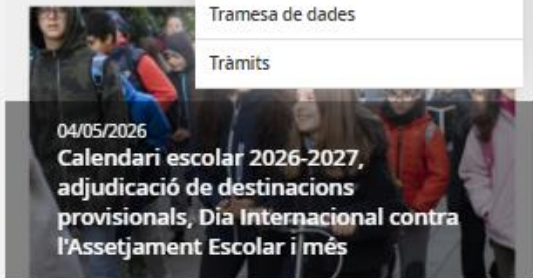 Tramesa de dades
Tràmits
04/05/2026
Calendari escolar 2026-2027,
adjudicació de destinacions
provisionals, Dia Internacional contra
l'Assetjament Escolar i més